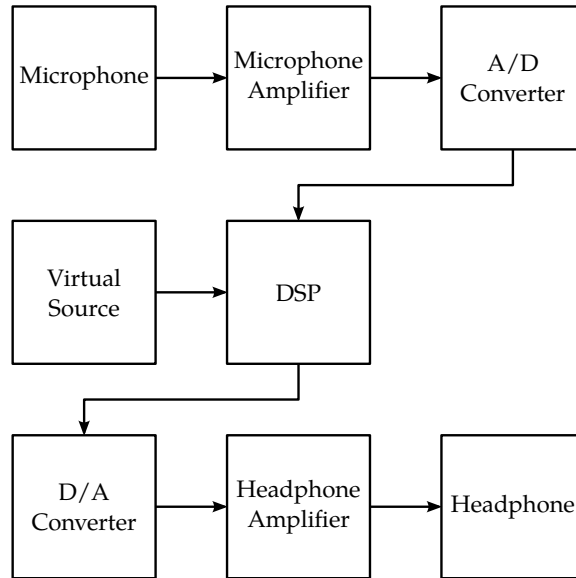 Microphone
Microphone
Amplifier
A/D
Converter
Virtual
Source
DSP
D/A
Converter
Headphone
Amplifier
Headphone